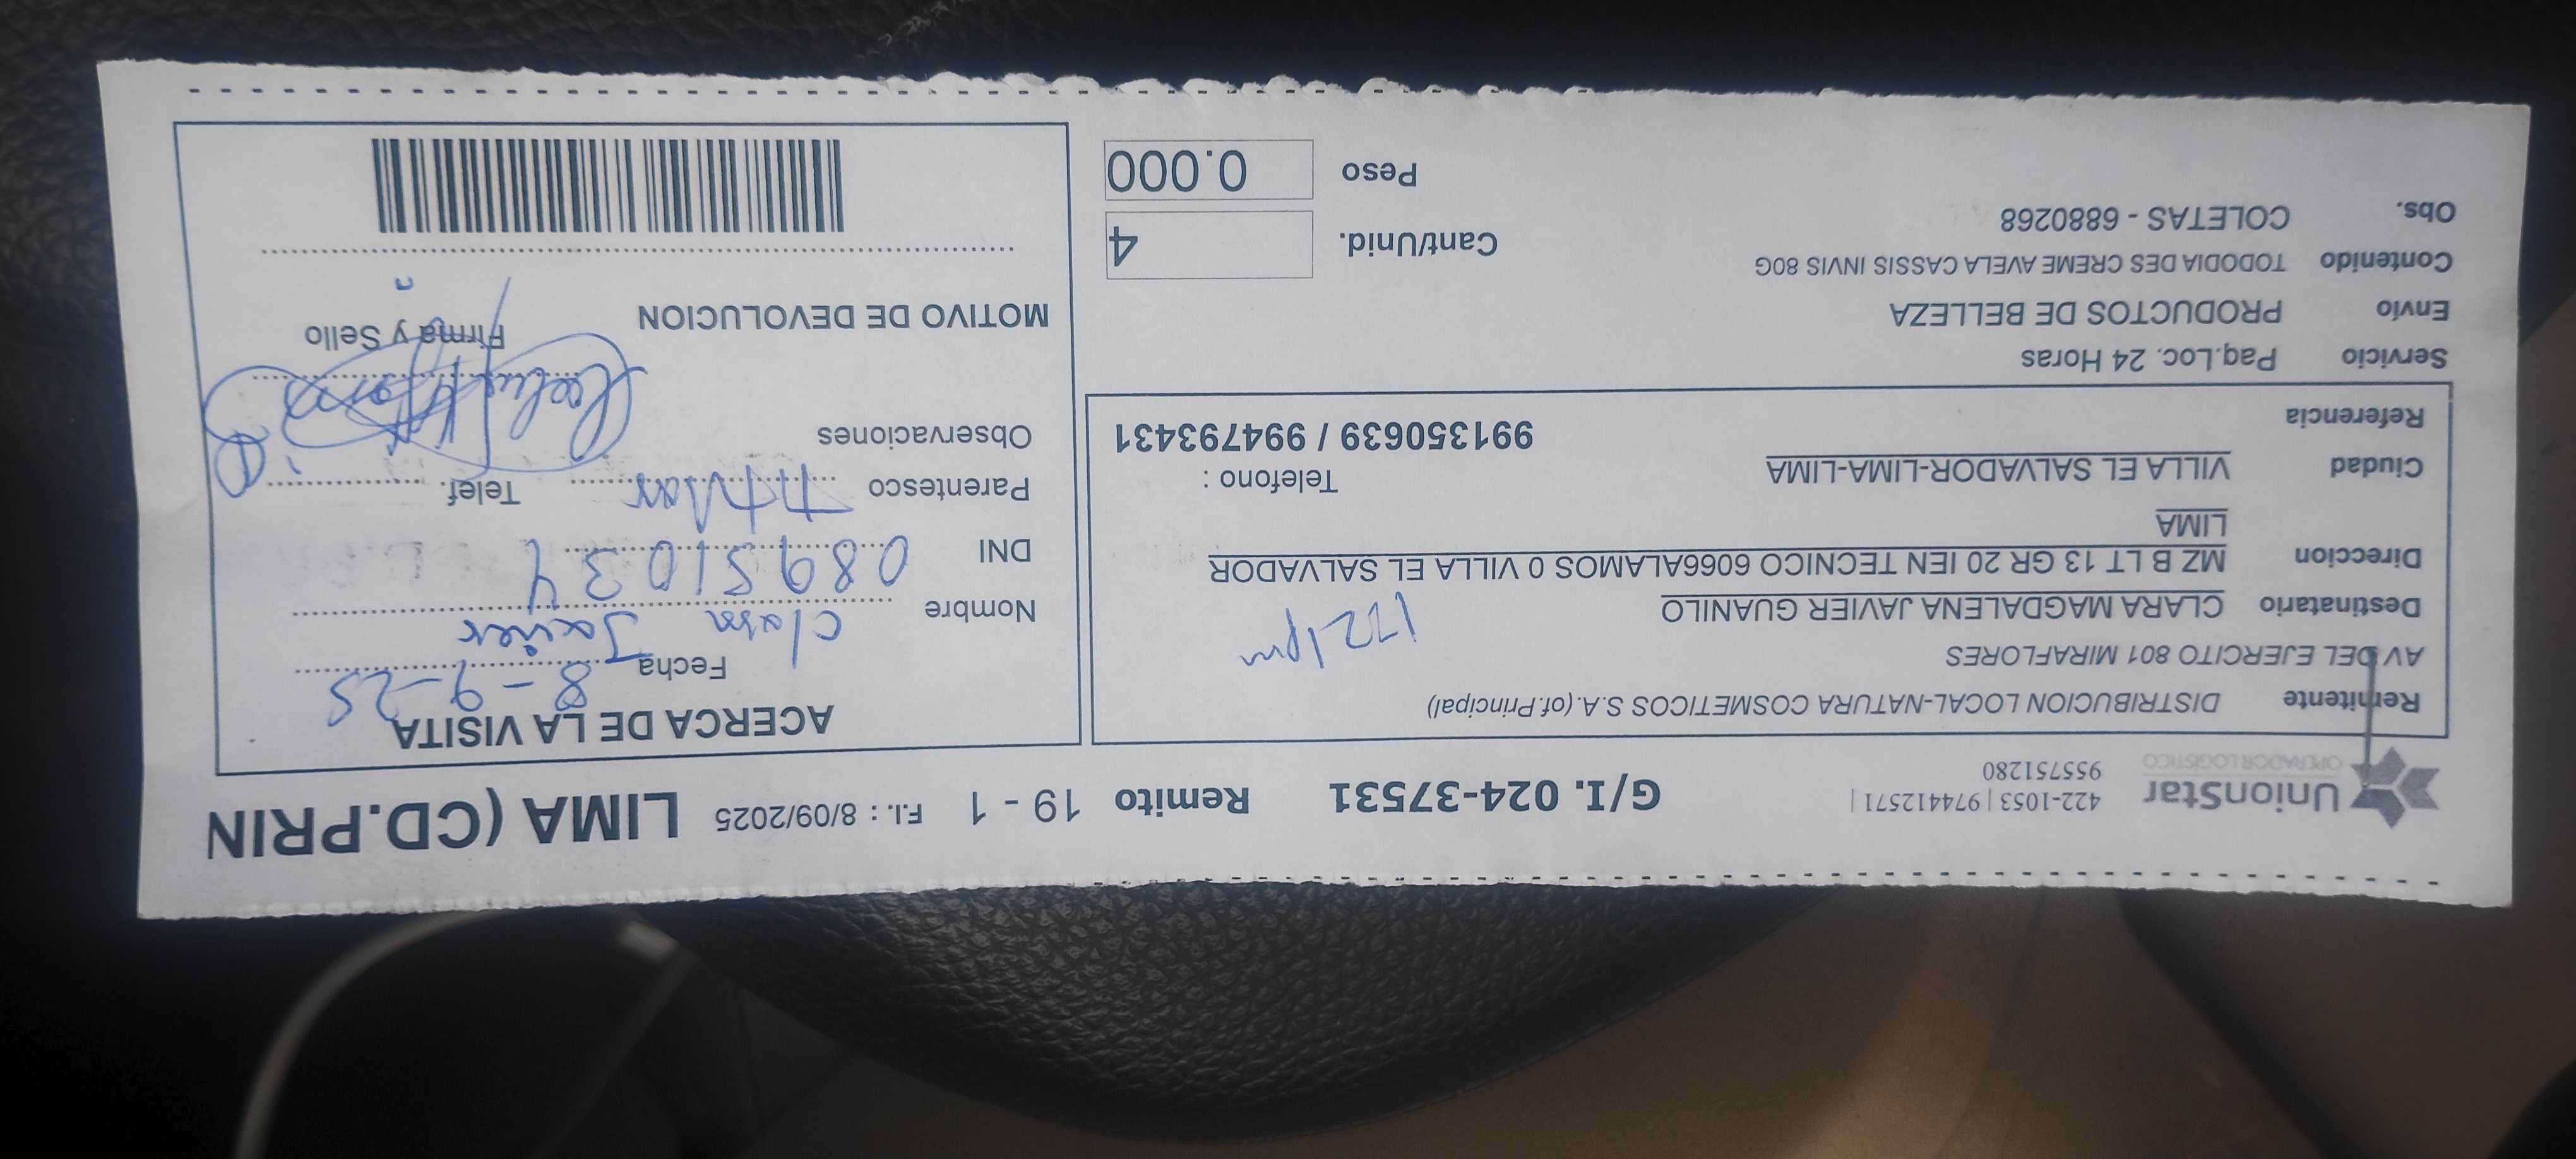 UnionStar
OPERADOR LOGISTICO
422-1053 | 974412571 |
955751280
G/I. 024-37531 Remito 19 - 1 F.I. : 8/09/2025 LIMA (CD.PRIN
Remitente DISTRIBUCION LOCAL-NATURA COSMETICOS S.A.(of.Principal)
AV DEL EJERCITO 801 MIRAFLORES
1:21pm
Destinatario CLARA MAGDALENA JAVIER GUANILO
Direccion MZ B LT 13 GR 20 IEN TECNICO 6066ALAMOS 0 VILLA EL SALVADOR
LIMA
Ciudad VILLA EL SALVADOR-LIMA-LIMA
Telefono :
991350639 / 994793431
Referencia
Servicio Paq.Loc. 24 Horas
Envio PRODUCTOS DE BELLEZA
Contenido TODODIA DES CREME AVELA CASSIS INVIS 80G
Obs. COLETAS - 6880268
Cant/Unid. 4
Peso 0.000
ACERCA DE LA VISITA
Fecha 8-9-25
Nombre Clara Javier
DNI 08951034
Parentesco Titular Telef.
Observaciones
Firma y Sello
MOTIVO DE DEVOLUCION